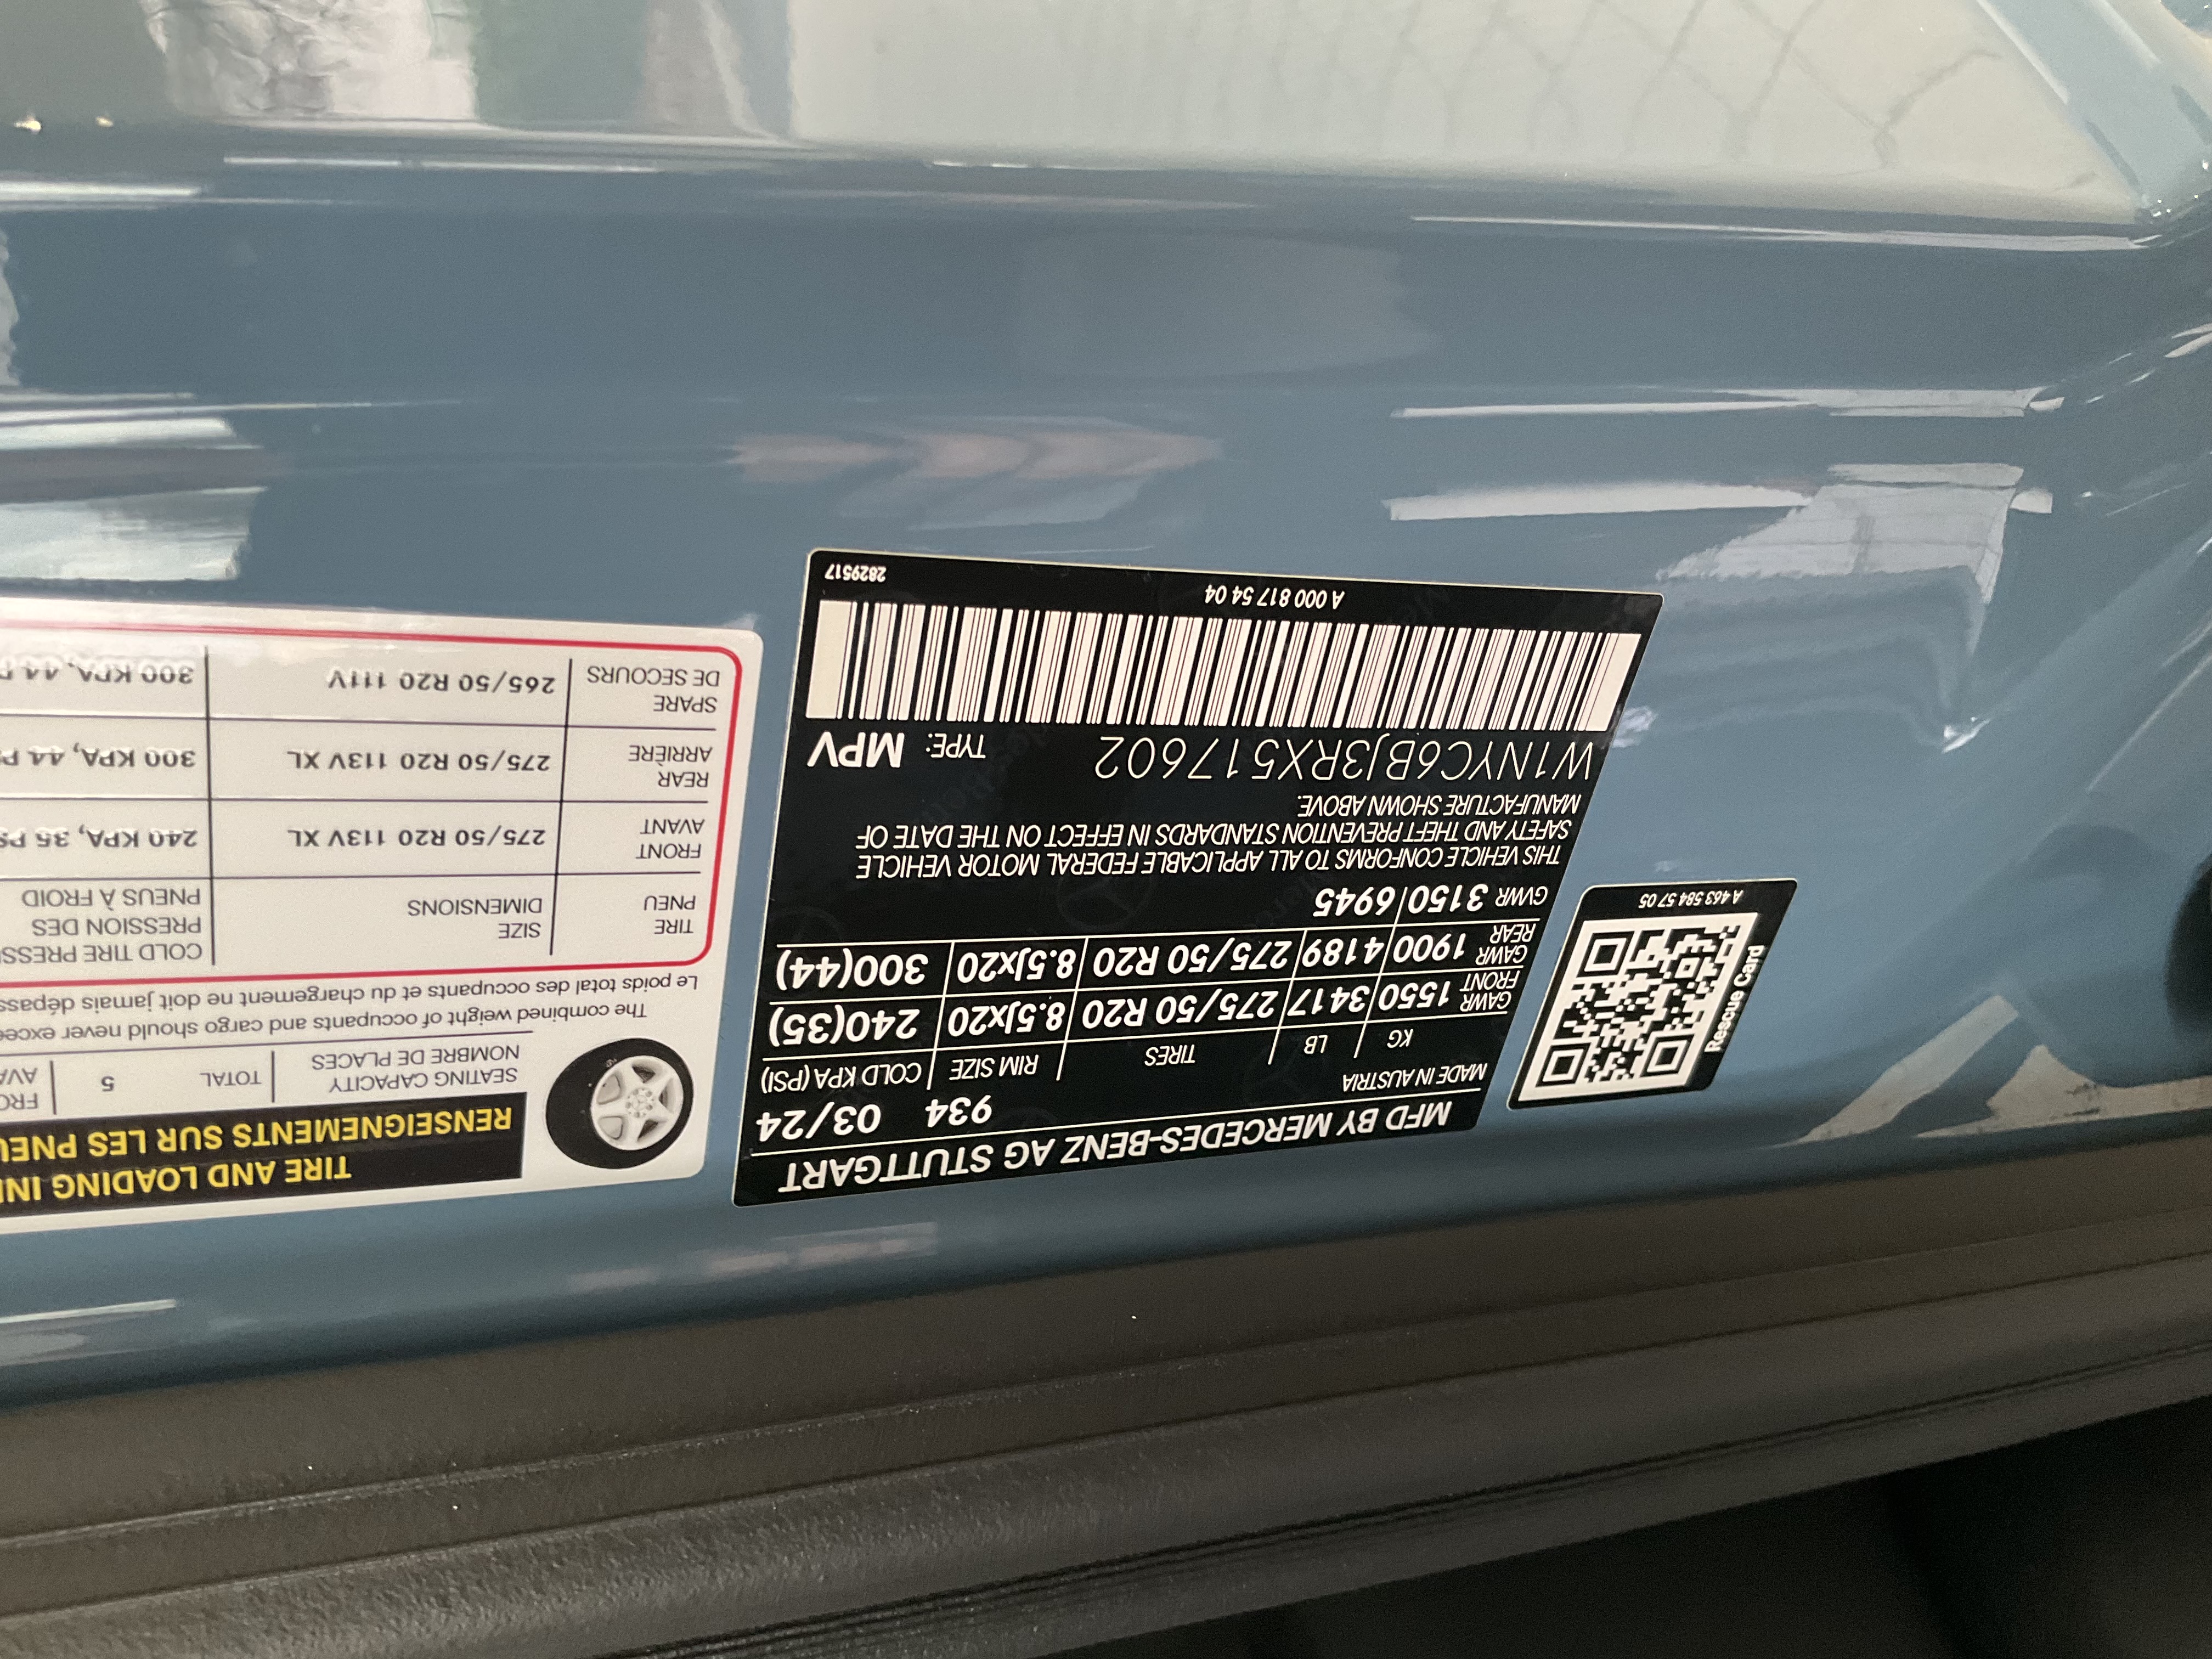 MFD BY MERCEDES-BENZ AG STUTTGART
934 03/24
MADE IN AUSTRIA
KG LB TIRES RIM SIZE COLD KPA (PSI)
GAWR FRONT 1550 3417 275/50 R20 8.5Jx20 240(35)
GAWR REAR 1900 4189 275/50 R20 8.5Jx20 300(44)
GVWR 3150 6945
THIS VEHICLE CONFORMS TO ALL APPLICABLE FEDERAL MOTOR VEHICLE
SAFETY AND THEFT PREVENTION STANDARDS IN EFFECT ON THE DATE OF
MANUFACTURE SHOWN ABOVE.
W1NYC6BJ3RX517602 TYPE: MPV
A 000 817 54 04
2829517
Rescue Card
A 463 584 57 05
TIRE AND LOADING
RENSEIGNEMENTS SUR LES
SEATING CAPACITY
NOMBRE DE PLACES
TOTAL 5
The combined weight of occupants and cargo should never
Le poids total des occupants et du chargement ne doit jamais
TIRE
PNEU
SIZE
DIMENSIONS
COLD TIRE
PRESSION DES
PNEUS À FROID
FRONT
AVANT
275/50 R20 113V XL 240 KPA, 35
REAR
ARRIÈRE
275/50 R20 113V XL 300 KPA, 44
SPARE
DE SECOURS
265/50 R20 111V 300 KPA, 44